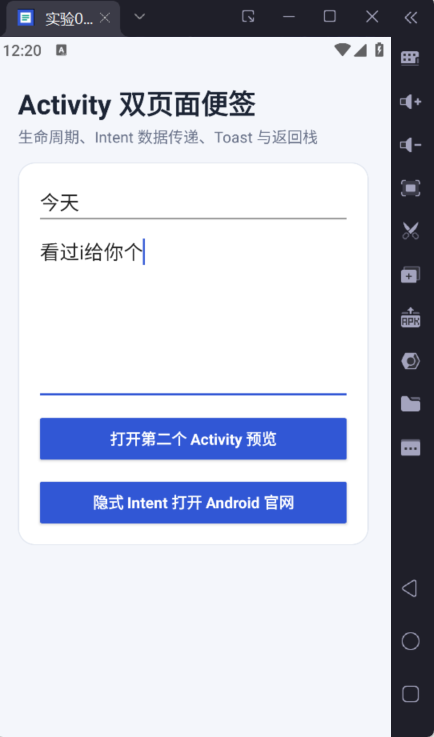 实验0...
12:20
A
Activity 双页面便签
生命周期、Intent 数据传递、Toast 与返回栈
今天
看过i给你个
打开第二个 Activity 预览
隐式 Intent 打开 Android 官网
APK